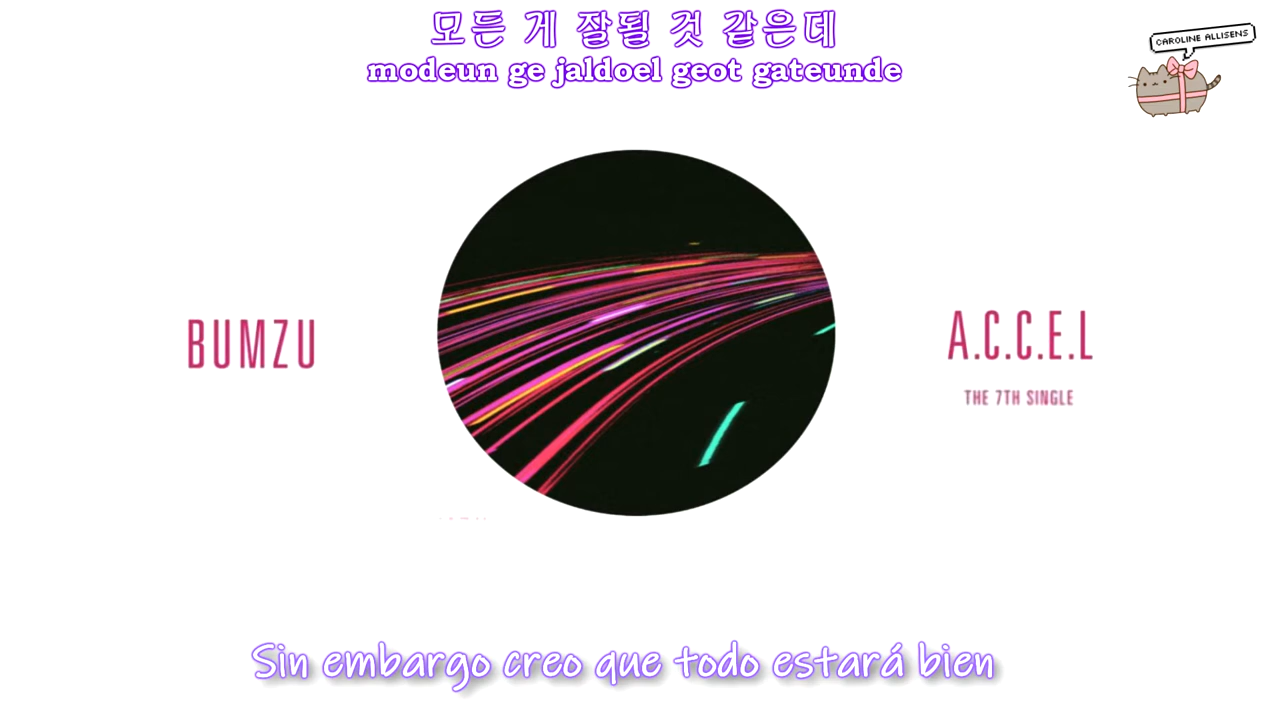 모든 게 잘될 것 같은데
modeun ge jaldoel geot gateunde
CAROLINE ALLISENS
BUMZU
A.C.C.E.L
THE 7TH SINGLE
Sin embargo creo que todo estará bien